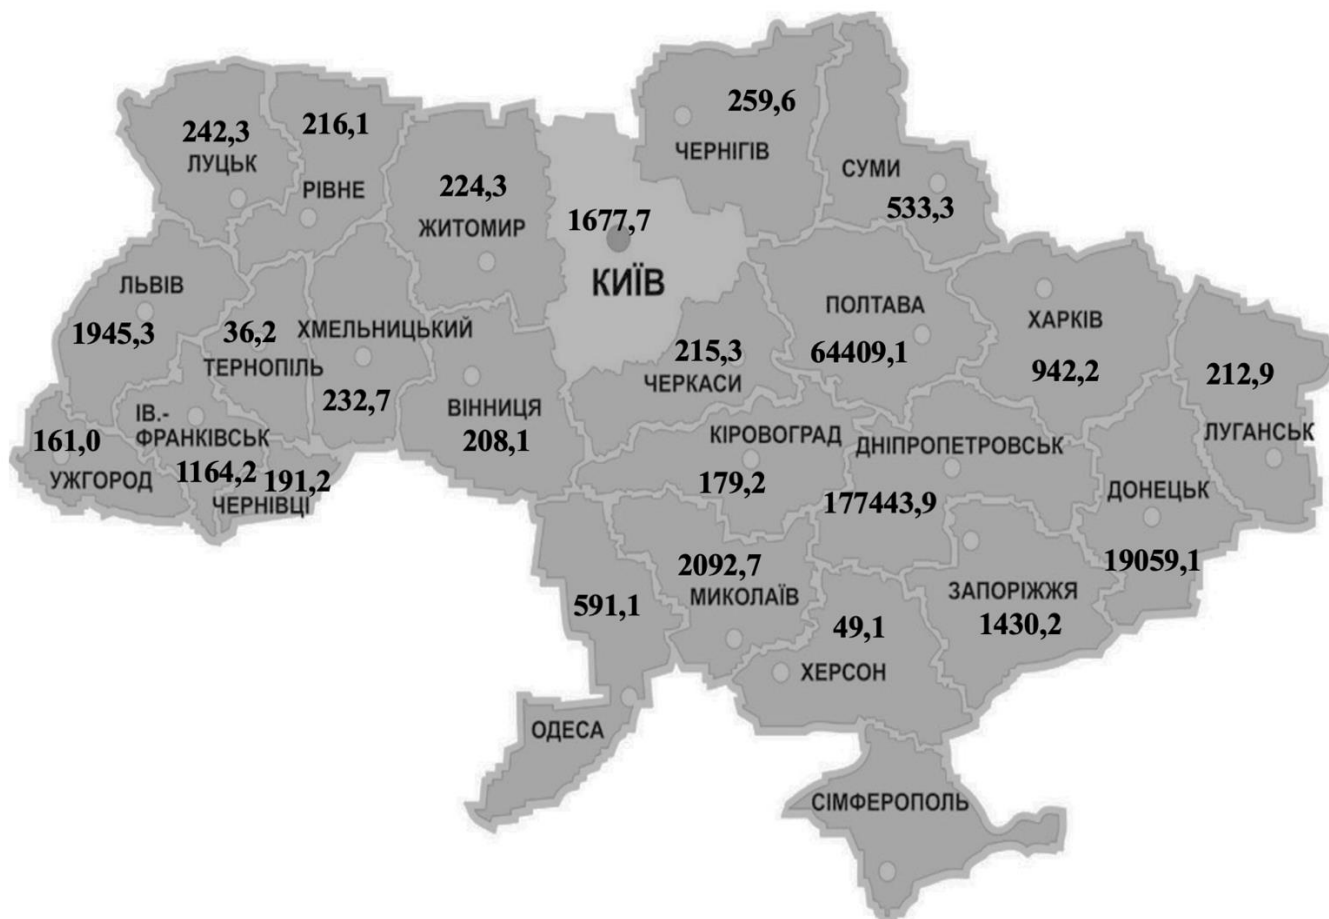 259,6
ЧЕРНІГІВ
242,3
ЛУЦЬК
216,1
РІВНЕ
224,3
ЖИТОМИР
СУМИ
533,3
1677,7
КИЇВ
ЛЬВІВ
1945,3
36,2
ТЕРНОПІЛЬ
ХМЕЛЬНИЦЬКИЙ
232,7
ПОЛТАВА
64409,1
ХАРКІВ
942,2
215,3
ЧЕРКАСИ
212,9
ЛУГАНСЬК
ІВ.-
ФРАНКІВСЬК
1164,2
161,0
УЖГОРОД
191,2
ЧЕРНІВЦІ
ВІННИЦЯ
208,1
КІРОВОГРАД
179,2
ДНІПРОПЕТРОВСЬК
177443,9
ДОНЕЦЬК
19059,1
2092,7
МИКОЛАЇВ
591,1
ОДЕСА
49,1
ХЕРСОН
ЗАПОРІЖЖЯ
1430,2
СІМФЕРОПОЛЬ